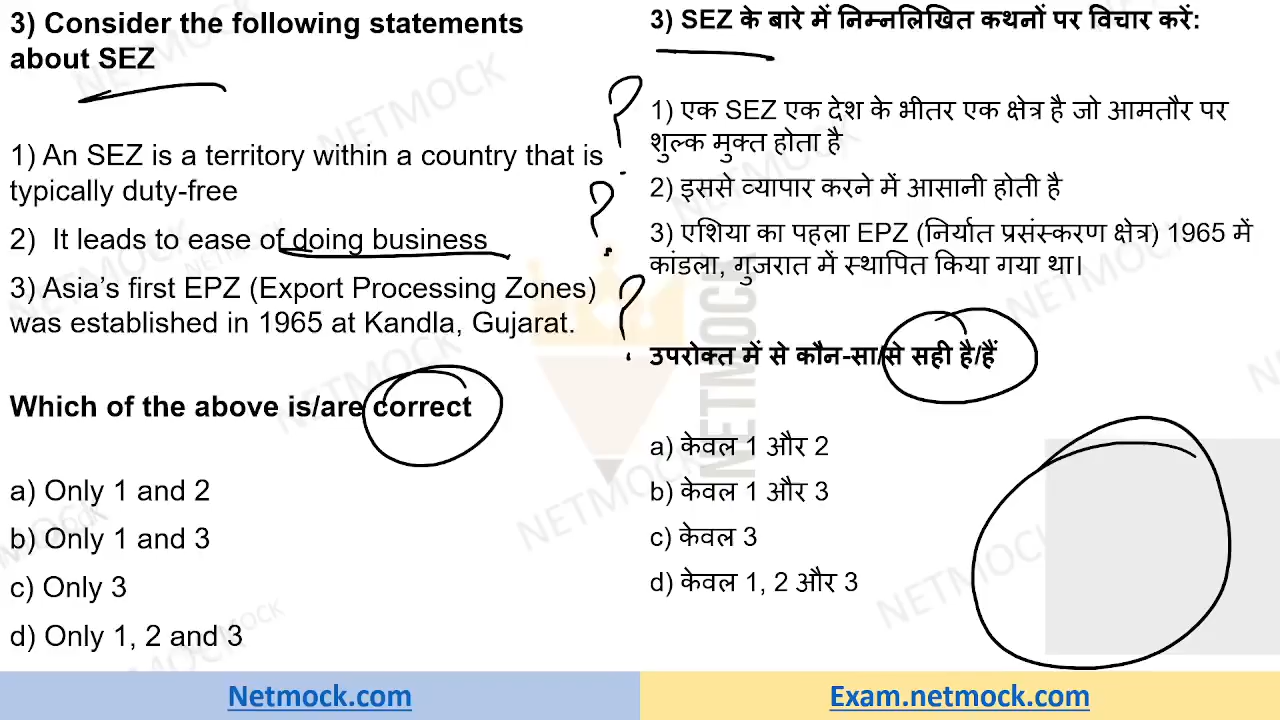 3) Consider the following statements
about SEZ
1) An SEZ is a territory within a country that is
typically duty-free
2) It leads to ease of doing business
3) Asia's first EPZ (Export Processing Zones)
was established in 1965 at Kandla, Gujarat.
Which of the above is/are correct
a) Only 1 and 2
b) Only 1 and 3
c) Only 3
d) Only 1, 2 and 3
3) SEZ के बारे में निम्नलिखित कथनों पर विचार करें:
1) एक SEZ एक देश के भीतर एक क्षेत्र है जो आमतौर पर
शुल्क मुक्त होता है
2) इससे व्यापार करने में आसानी होती है
3) एशिया का पहला EPZ (निर्यात प्रसंस्करण क्षेत्र) 1965 में
कांडला, गुजरात में स्थापित किया गया था।
उपरोक्त में से कौन-सा/से सही है/हैं
a) केवल 1 और 2
b) केवल 1 और 3
c) केवल 3
d) केवल 1, 2 और 3
?
?
?
NETMOCK
Netmock.com
Exam.netmock.com